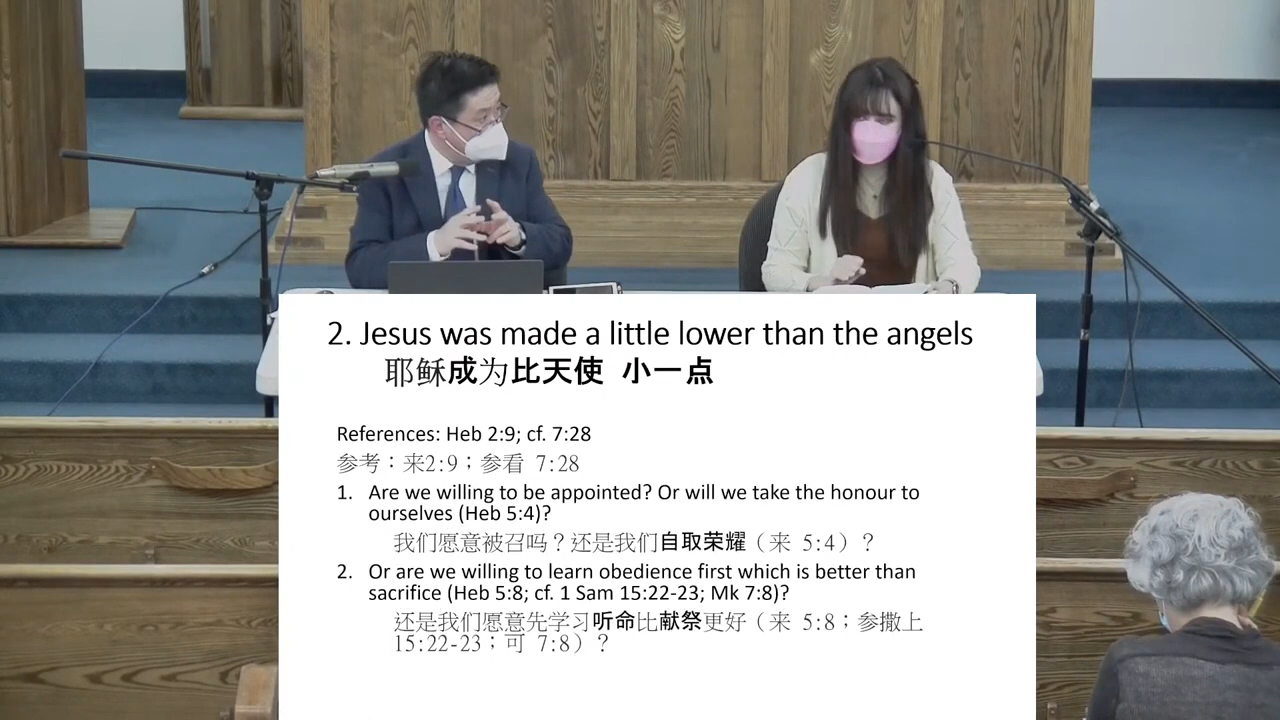 2. Jesus was made a little lower than the angels
耶稣成为比天使 小一点
References: Heb 2:9; cf. 7:28
参考：来2:9；参看 7:28
1. Are we willing to be appointed? Or will we take the honour to
ourselves (Heb 5:4)?
我们愿意被召吗？还是我们自取荣耀（来 5:4）？
2. Or are we willing to learn obedience first which is better than
sacrifice (Heb 5:8; cf. 1 Sam 15:22-23; Mk 7:8)?
还是我们愿意先学习听命比献祭更好（来 5:8；参撒上
15:22-23；可 7:8）？